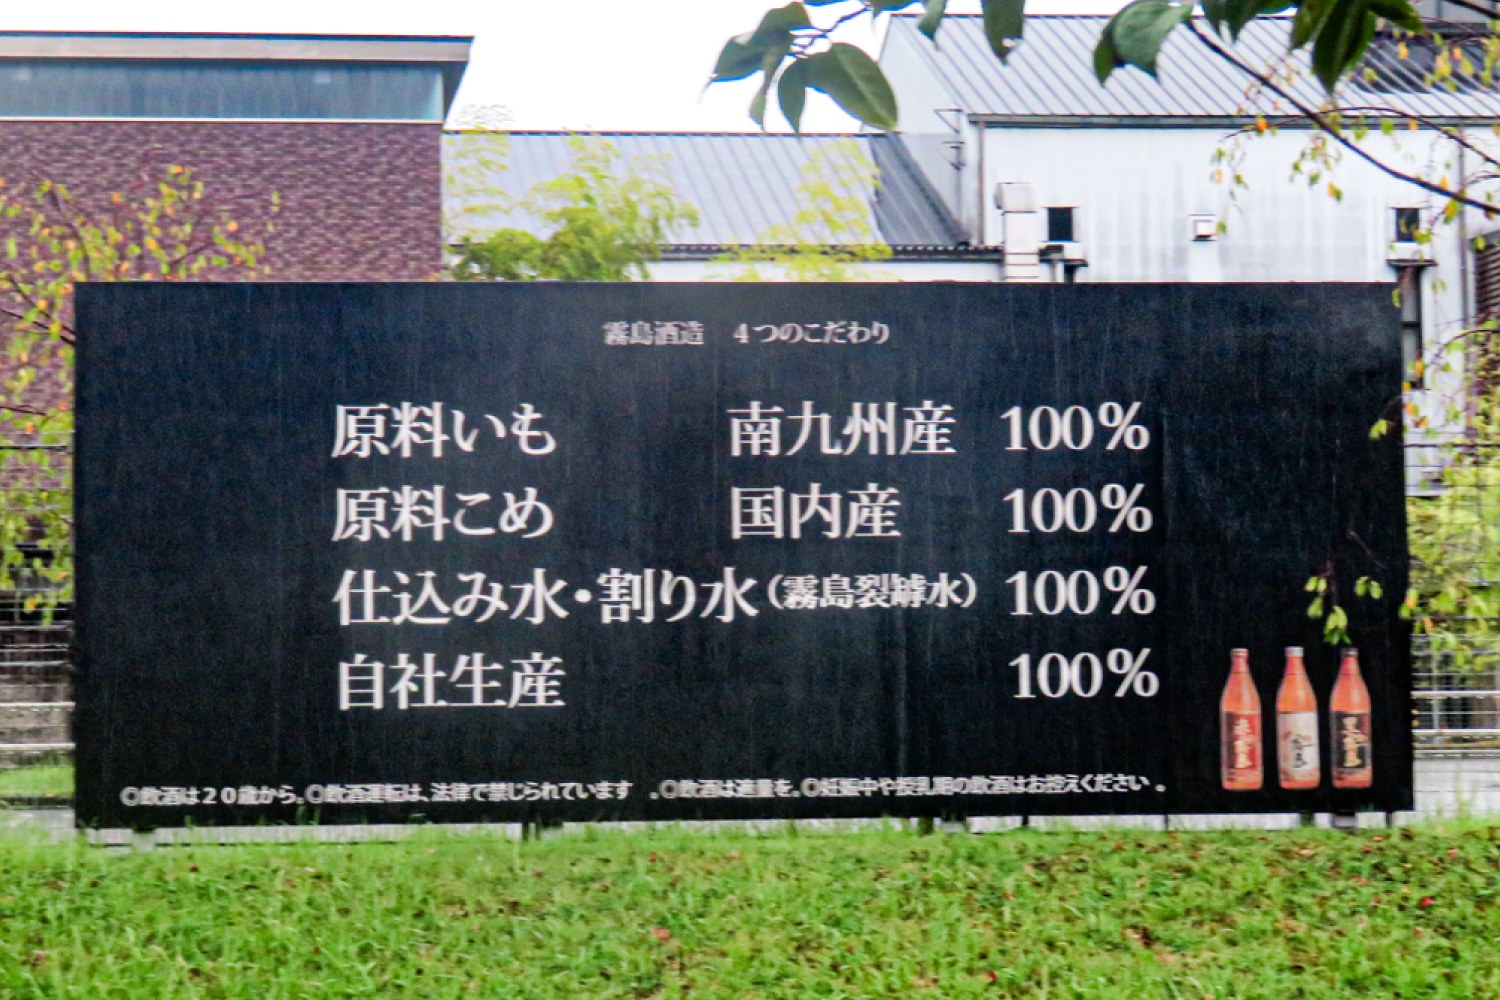 霧島酒造 4つのこだわり
原料いも 南九州産 100%
原料こめ 国内産 100%
仕込み水・割り水(霧島裂罅水) 100%
自社生産 100%
◎飲酒は20歳から。◎飲酒運転は、法律で禁じられています 。◎飲酒は適量を。◎妊娠中や授乳期の飲酒はお控えください 。